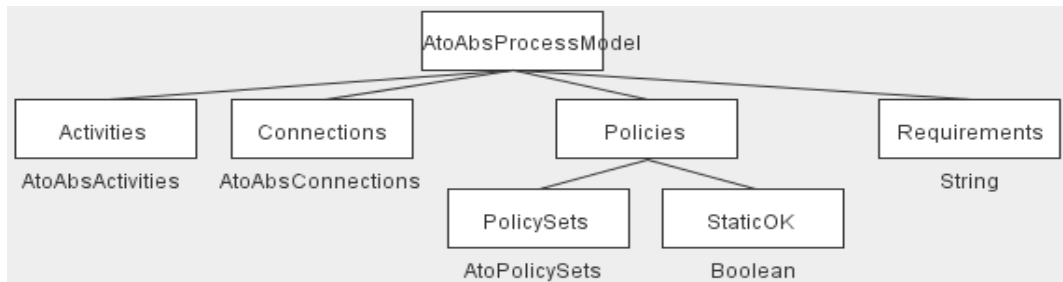 AtoAbsProcessModel
Activities
Connections
Policies
Requirements
AtoAbsActivities
AtoAbsConnections
String
PolicySets
StaticOK
AtoPolicySets
Boolean